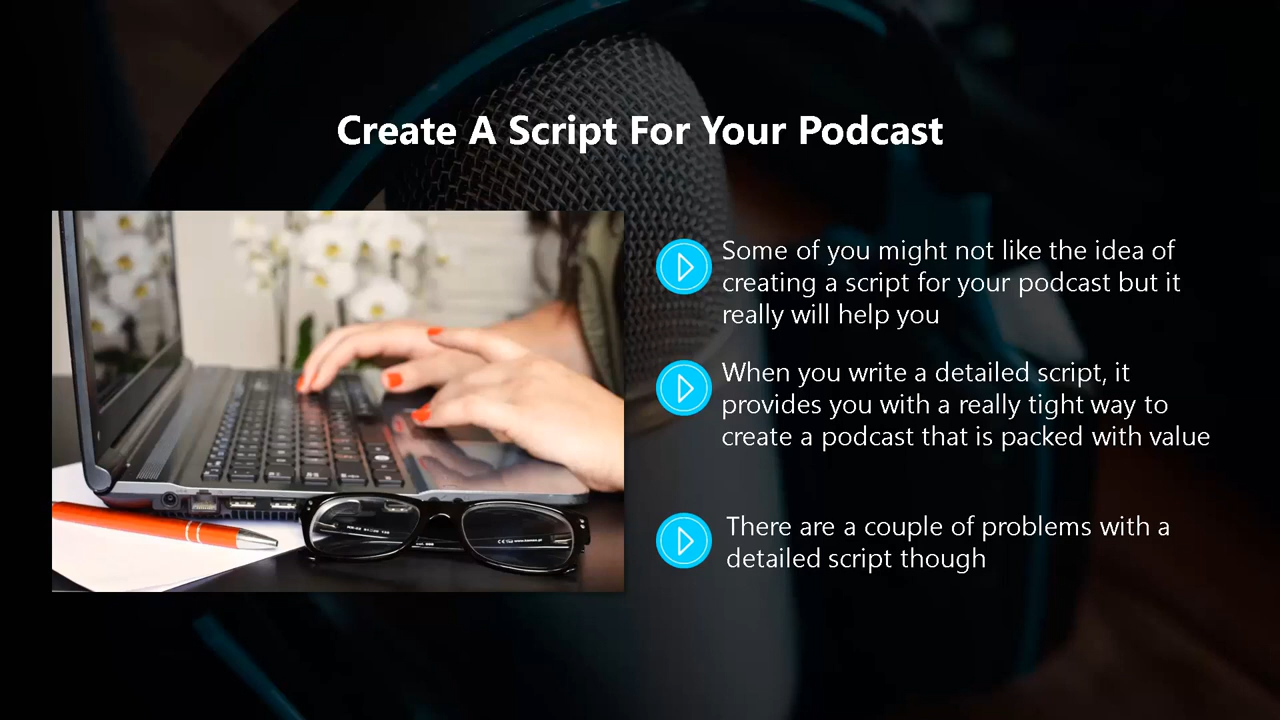 Create A Script For Your Podcast
Some of you might not like the idea of
creating a script for your podcast but it
really will help you
When you write a detailed script, it
provides you with a really tight way to
create a podcast that is packed with value
There are a couple of problems with a
detailed script though